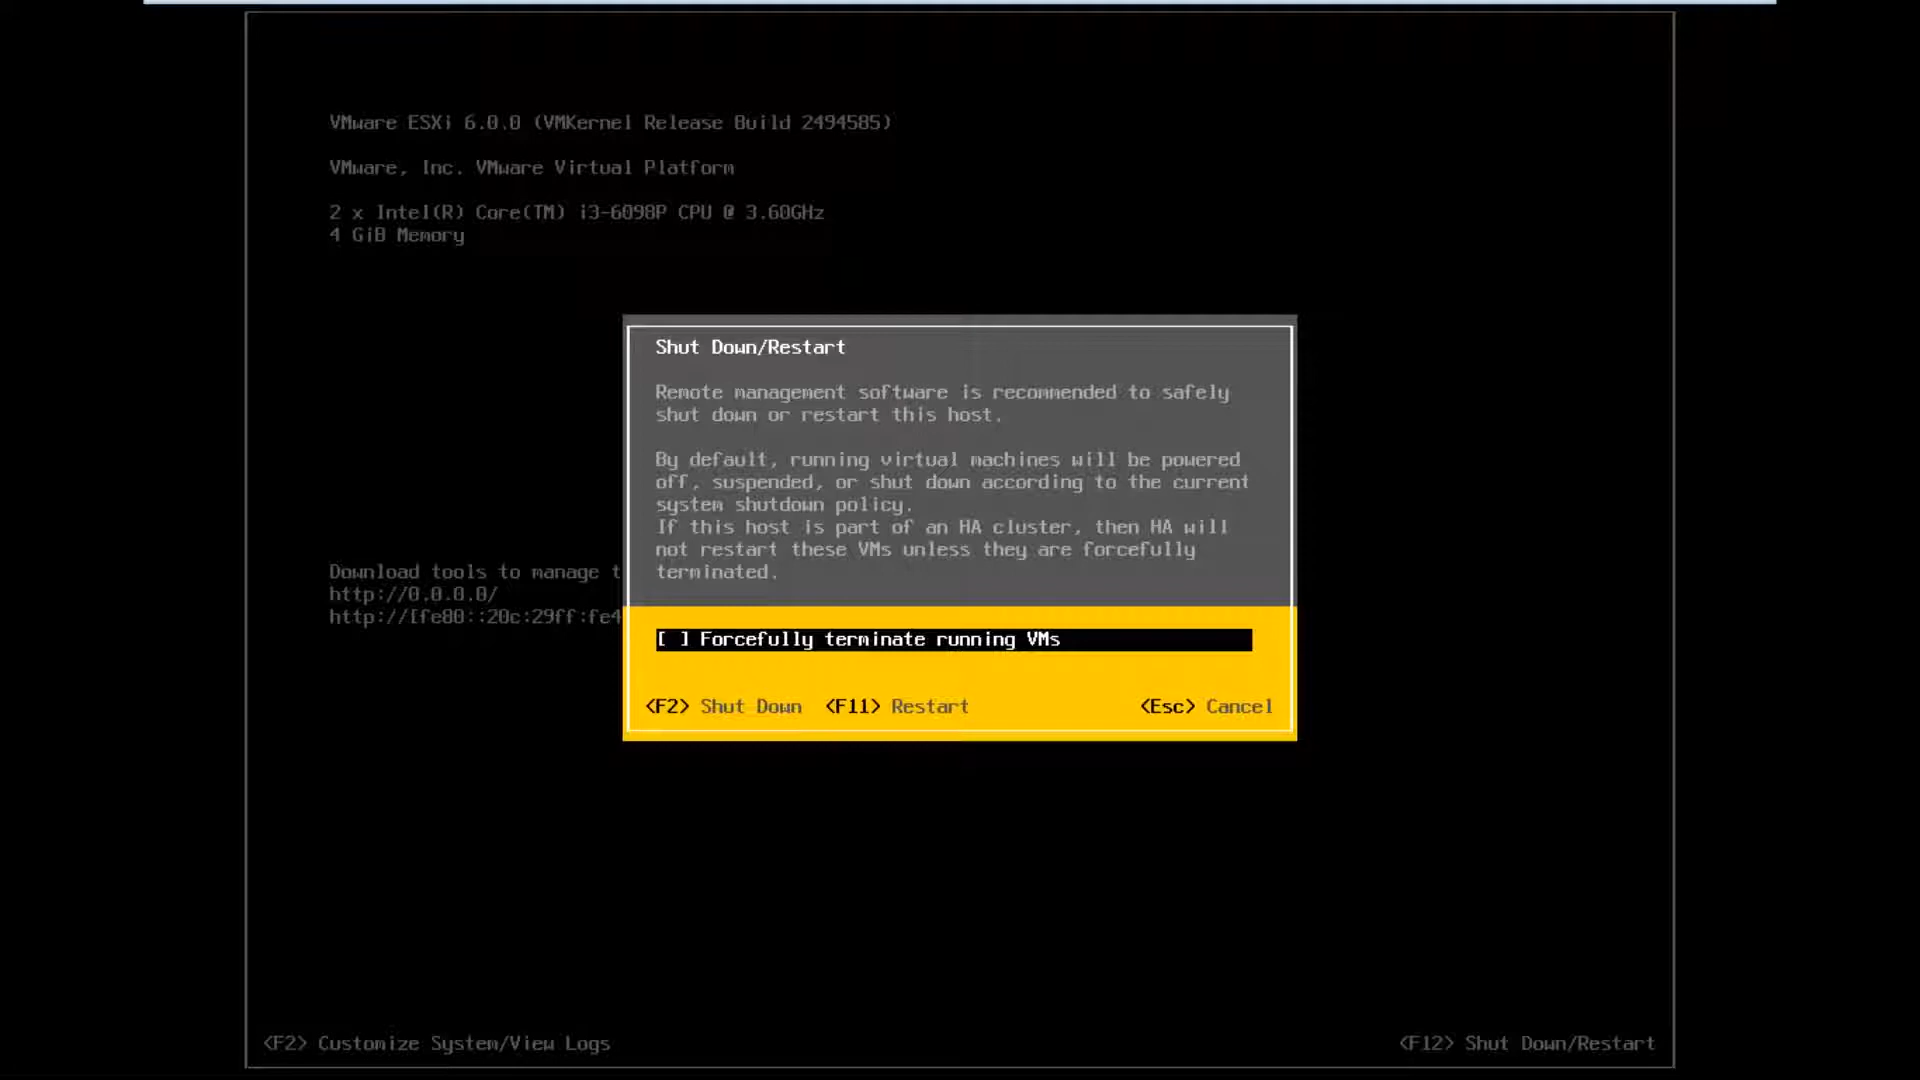 VMware ESXi 6.0.0 (VMKernel Release Build 2494585)
VMware, Inc. VMware Virtual Platform
2 x Intel(R) Core(TM) i3-6098P CPU @ 3.60GHz
4 GiB Memory
Shut Down/Restart
Remote management software is recommended to safely
shut down or restart this host.
By default, running virtual machines will be powered
off, suspended, or shut down according to the current
system shutdown policy.
If this host is part of an HA cluster, then HA will
not restart these VMs unless they are forcefully
terminated.
Download tools to manage t
http://0.0.0.0/
http://[fe80::20c:29ff:fe4
[ ] Forcefully terminate running VMs
<F2> Shut Down <F11> Restart <Esc> Cancel
<F2> Customize System/View Logs <F12> Shut Down/Restart